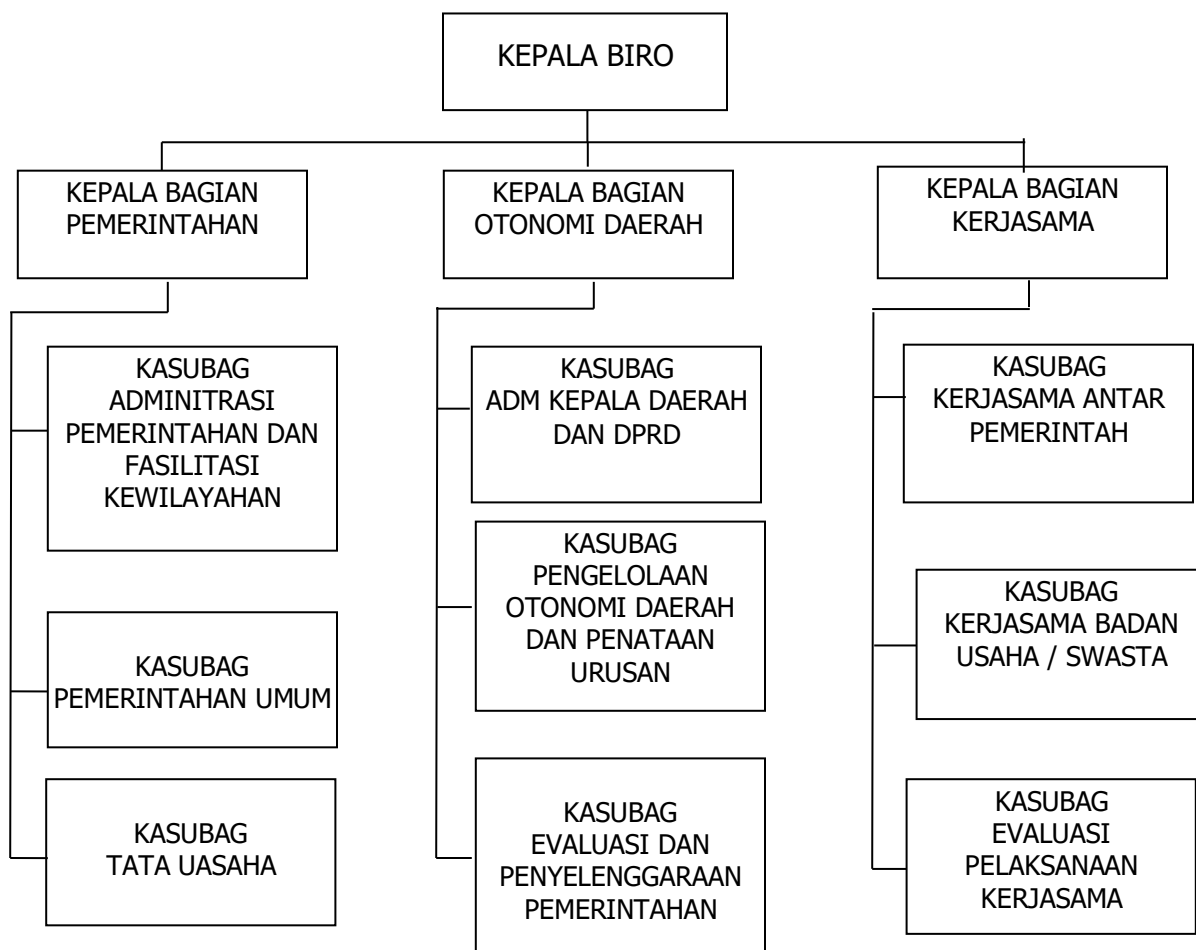 KEPALA BIRO
KEPALA BAGIAN
PEMERINTAHAN
KEPALA BAGIAN
OTONOMI DAERAH
KEPALA BAGIAN
KERJASAMA
KASUBAG
ADMINITRASI
PEMERINTAHAN DAN
FASILITASI
KEWILAYAHAN
KASUBAG
PEMERINTAHAN UMUM
KASUBAG
TATA UASAHA
KASUBAG
ADM KEPALA DAERAH
DAN DPRD
KASUBAG
PENGELOLAAN
OTONOMI DAERAH
DAN PENATAAN
URUSAN
KASUBAG
EVALUASI DAN
PENYELENGGARAAN
PEMERINTAHAN
KASUBAG
KERJASAMA ANTAR
PEMERINTAH
KASUBAG
KERJASAMA BADAN
USAHA / SWASTA
KASUBAG
EVALUASI
PELAKSANAAN
KERJASAMA